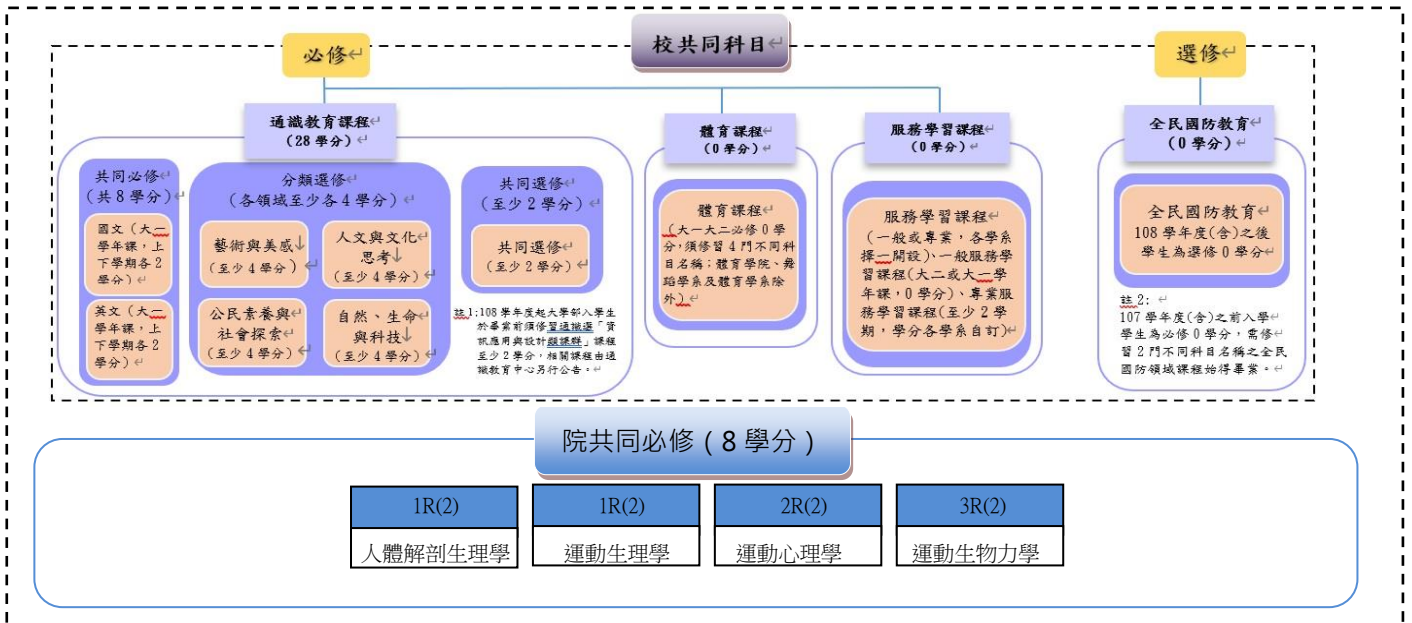 校共同科目
必修
選修
通識教育課程
(28 學分)
體育課程
(0 學分)
服務學習課程
(0 學分)
全民國防教育
(0 學分)
共同必修
(共 8 學分)
國文（大一
學年課，上
下學期各 2
學分）
英文（大一
學年課，上
下學期各 2
學分）
分類選修
(各領域至少各 4 學分)
藝術與美感
(至少 4 學分)
人文與文化
思考
(至少 4 學分)
公民素養與
社會探索
(至少 4 學分)
自然、生命
與科技
(至少 4 學分)
共同選修
(至少 2 學分)
共同選修
(至少 2 學分)
註 1:108 學年度起大學部入學生
於畢業前須修習通識選「資
訊應用與設計類課群」課程
至少 2 學分，相關課程由通
識教育中心另行公告。
體育課程
(大一大二必修 0 學
分，須修習 4 門不同科
目名稱；體育學院、舞
蹈學系及體育學系除
外)
服務學習課程
(一般或專業，各學系
擇一開設)、一般服務學
習課程(大二或大一學
年課，0 學分)、專業服
務學習課程(至少 2 學
期，學分各學系自訂)
全民國防教育
108 學年度(含)之後
學生為選修 0 學分
註 2:
107 學年度(含)之前入學
學生為必修 0 學分，需修
習 2 門不同科目名稱之全民
國防領域課程始得畢業。
院共同必修（8 學分）
1R(2)
人體解剖生理學
1R(2)
運動生理學
2R(2)
運動心理學
3R(2)
運動生物力學